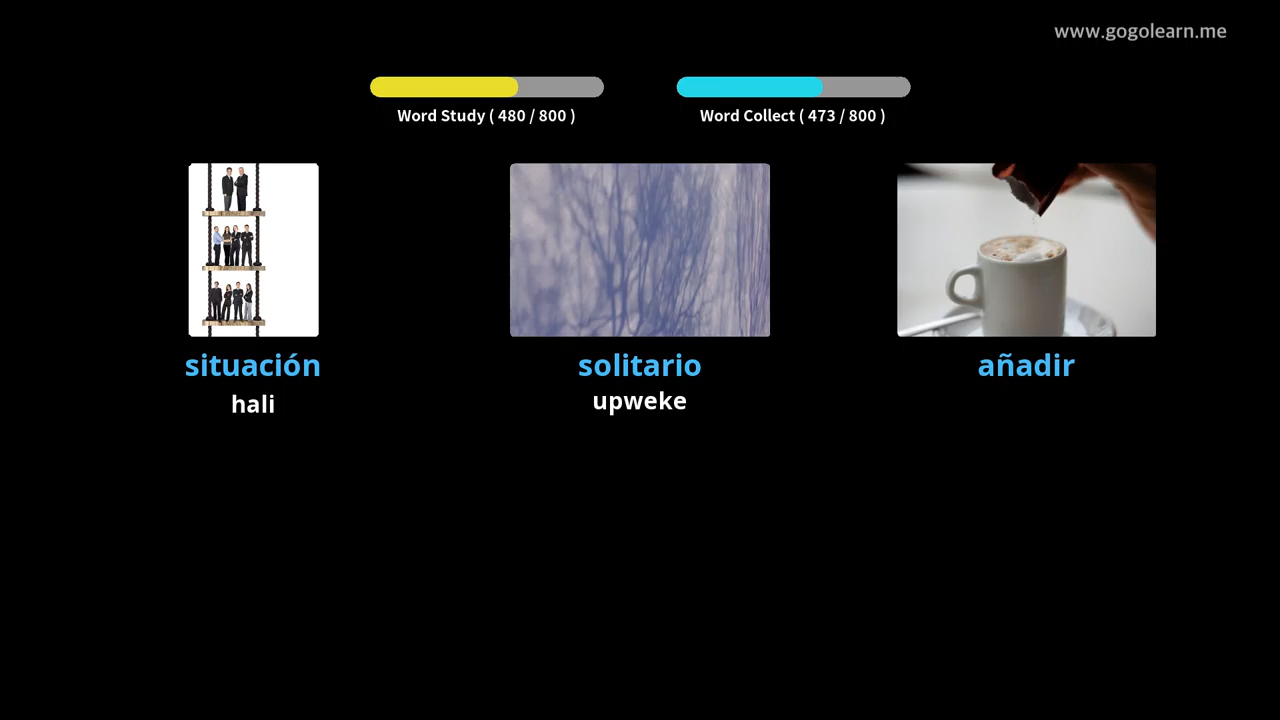 www.gogolearn.me
Word Study ( 480 / 800 )
Word Collect ( 473 / 800 )
situación
solitario
añadir
hali
upweke